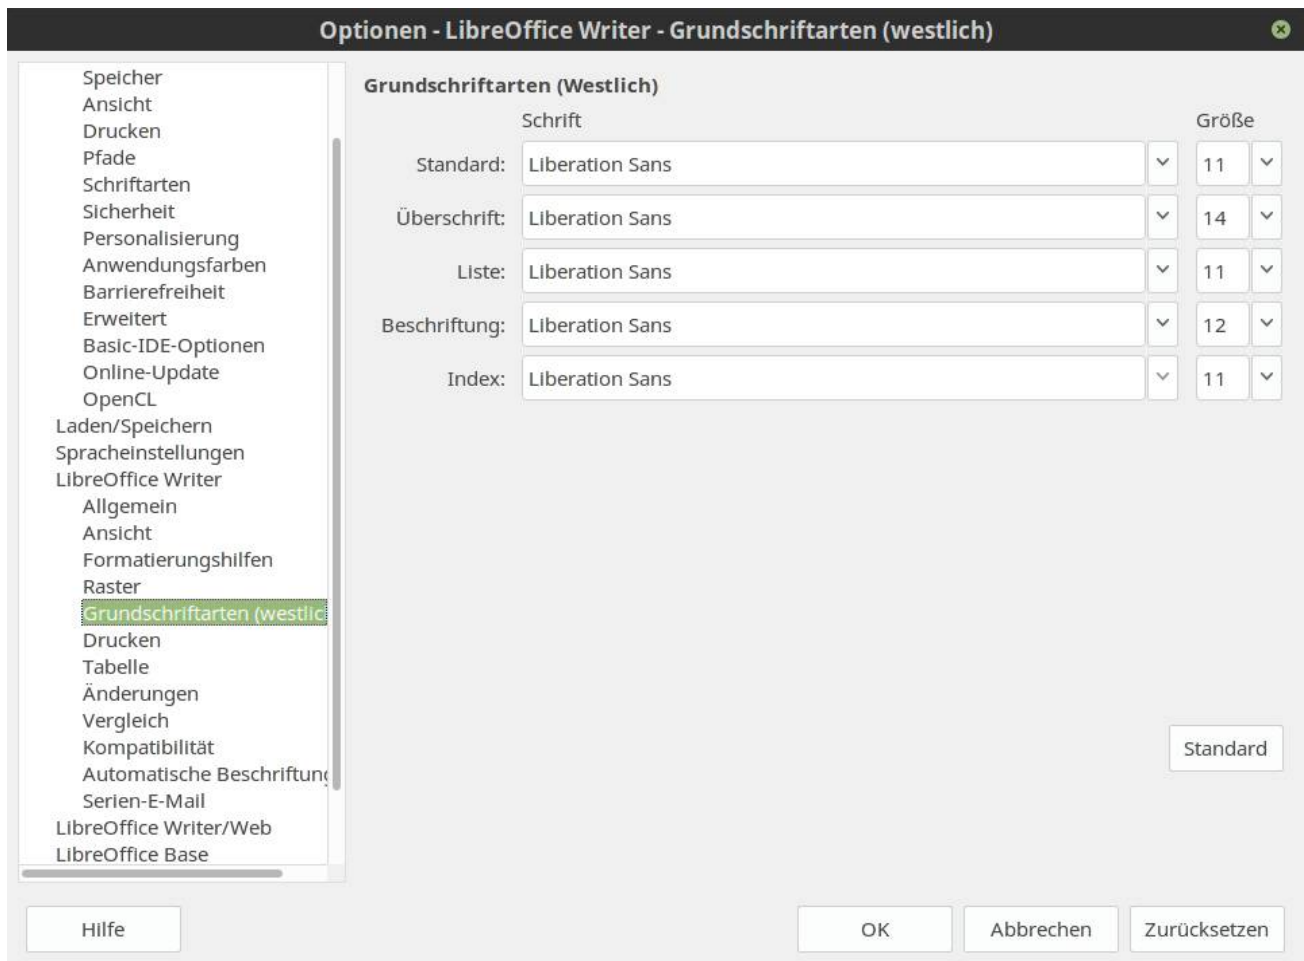 Optionen - LibreOffice Writer - Grundschriftarten (westlich)
Speicher
Ansicht
Drucken
Pfade
Schriftarten
Sicherheit
Personalisierung
Anwendungsfarben
Barrierefreiheit
Erweitert
Basic-IDE-Optionen
Online-Update
OpenCL
Laden/Speichern
Spracheinstellungen
LibreOffice Writer
Allgemein
Ansicht
Formatierungshilfen
Raster
Grundschriftarten (westlic
Drucken
Tabelle
Änderungen
Vergleich
Kompatibilität
Automatische Beschriftung
Serien-E-Mail
LibreOffice Writer/Web
LibreOffice Base
Grundschriftarten (Westlich)
Schrift Größe
Standard: Liberation Sans 11
Überschrift: Liberation Sans 14
Liste: Liberation Sans 11
Beschriftung: Liberation Sans 12
Index: Liberation Sans 11
Standard
Hilfe OK Abbrechen Zurücksetzen